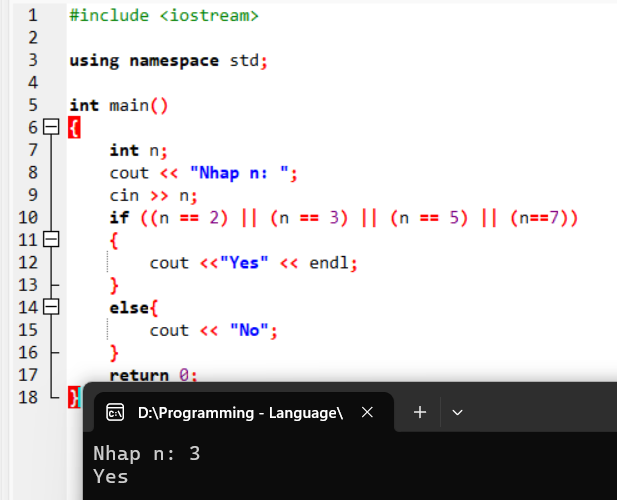 1 #include <iostream>
2
3 using namespace std;
4
5 int main()
6 {
7 int n;
8 cout << "Nhap n: ";
9 cin >> n;
10 if ((n == 2) || (n == 3) || (n == 5) || (n==7))
11 {
12 cout <<"Yes" << endl;
13 }
14 else{
15 cout << "No";
16 }
17 return 0;
18 }
D:\Programming - Language\
Nhap n: 3
Yes